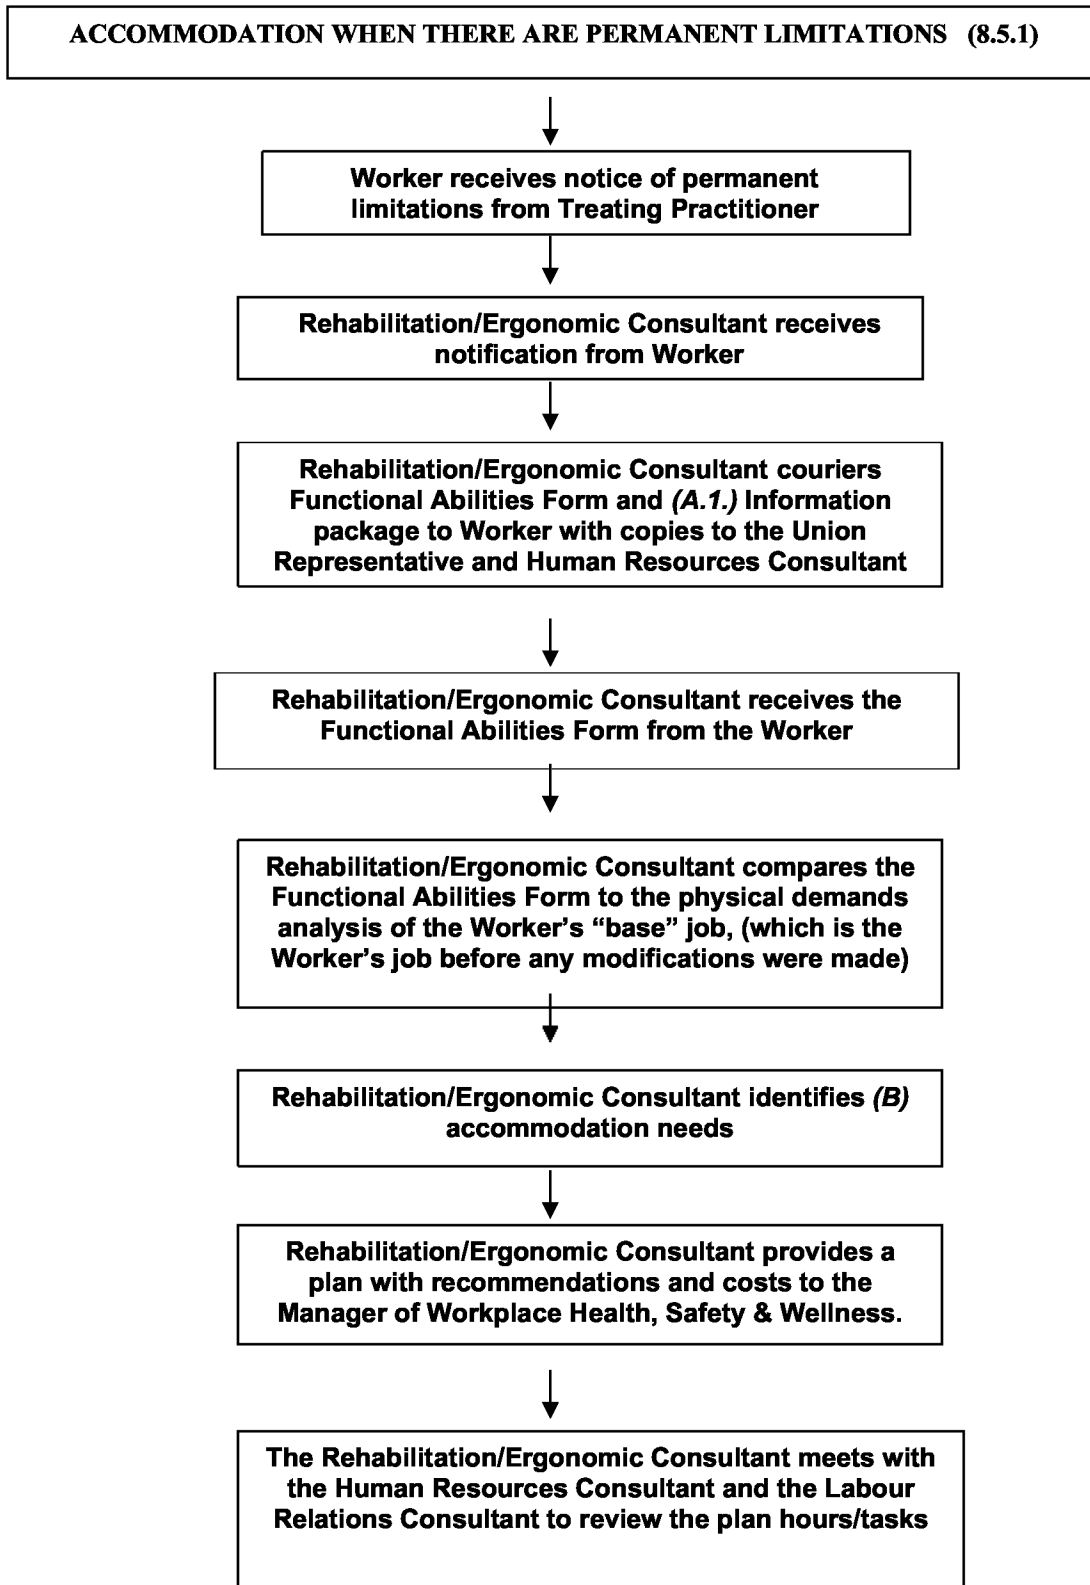 ACCOMMODATION WHEN THERE ARE PERMANENT LIMITATIONS (8.5.1)
Worker receives notice of permanent
limitations from Treating Practitioner
Rehabilitation/Ergonomic Consultant receives
notification from Worker
Rehabilitation/Ergonomic Consultant couriers
Functional Abilities Form and (A.1.) Information
package to Worker with copies to the Union
Representative and Human Resources Consultant
Rehabilitation/Ergonomic Consultant receives the
Functional Abilities Form from the Worker
Rehabilitation/Ergonomic Consultant compares the
Functional Abilities Form to the physical demands
analysis of the Worker’s “base” job, (which is the
Worker’s job before any modifications were made)
Rehabilitation/Ergonomic Consultant identifies (B)
accommodation needs
Rehabilitation/Ergonomic Consultant provides a
plan with recommendations and costs to the
Manager of Workplace Health, Safety & Wellness.
The Rehabilitation/Ergonomic Consultant meets with
the Human Resources Consultant and the Labour
Relations Consultant to review the plan hours/tasks